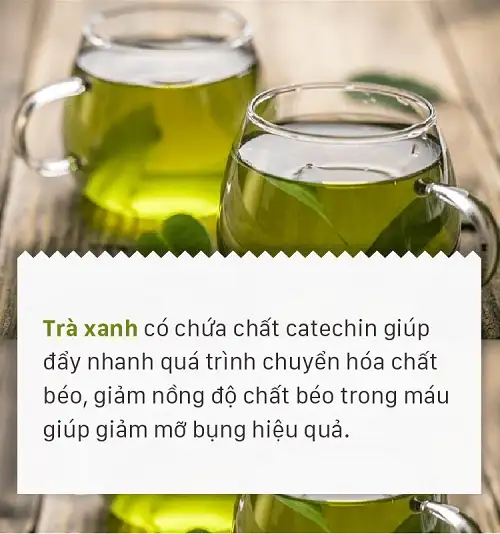 Trà xanh có chứa chất catechin giúp
đẩy nhanh quá trình chuyển hóa chất
béo, giảm nồng độ chất béo trong máu
giúp giảm mỡ bụng hiệu quả.